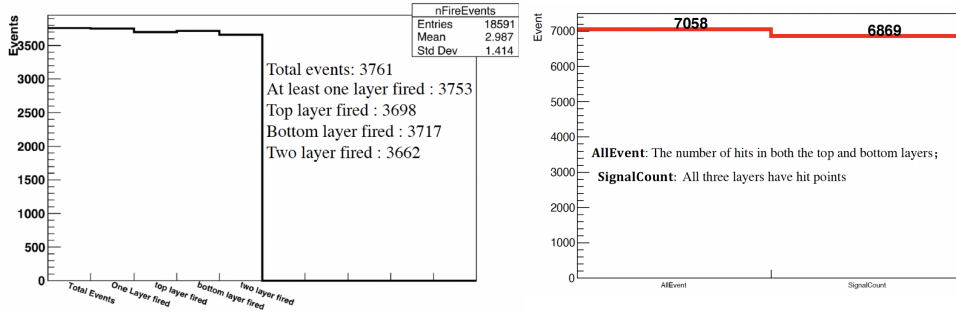 nFireEvents
Entries 18591
Mean 2.987
Std Dev 1.414
Events
3500
3000
2500
2000
1500
1000
500
0
Total events: 3761
At least one layer fired : 3753
Top layer fired : 3698
Bottom layer fired : 3717
Two layer fired : 3662
Total Events
One Layer fired
top layer fired
bottom layer fired
two layer fired
Event
7000
6000
5000
4000
3000
2000
1000
0
7058
6869
AllEvent: The number of hits in both the top and bottom layers;
SignalCount: All three layers have hit points
AllEvent
SignalCount